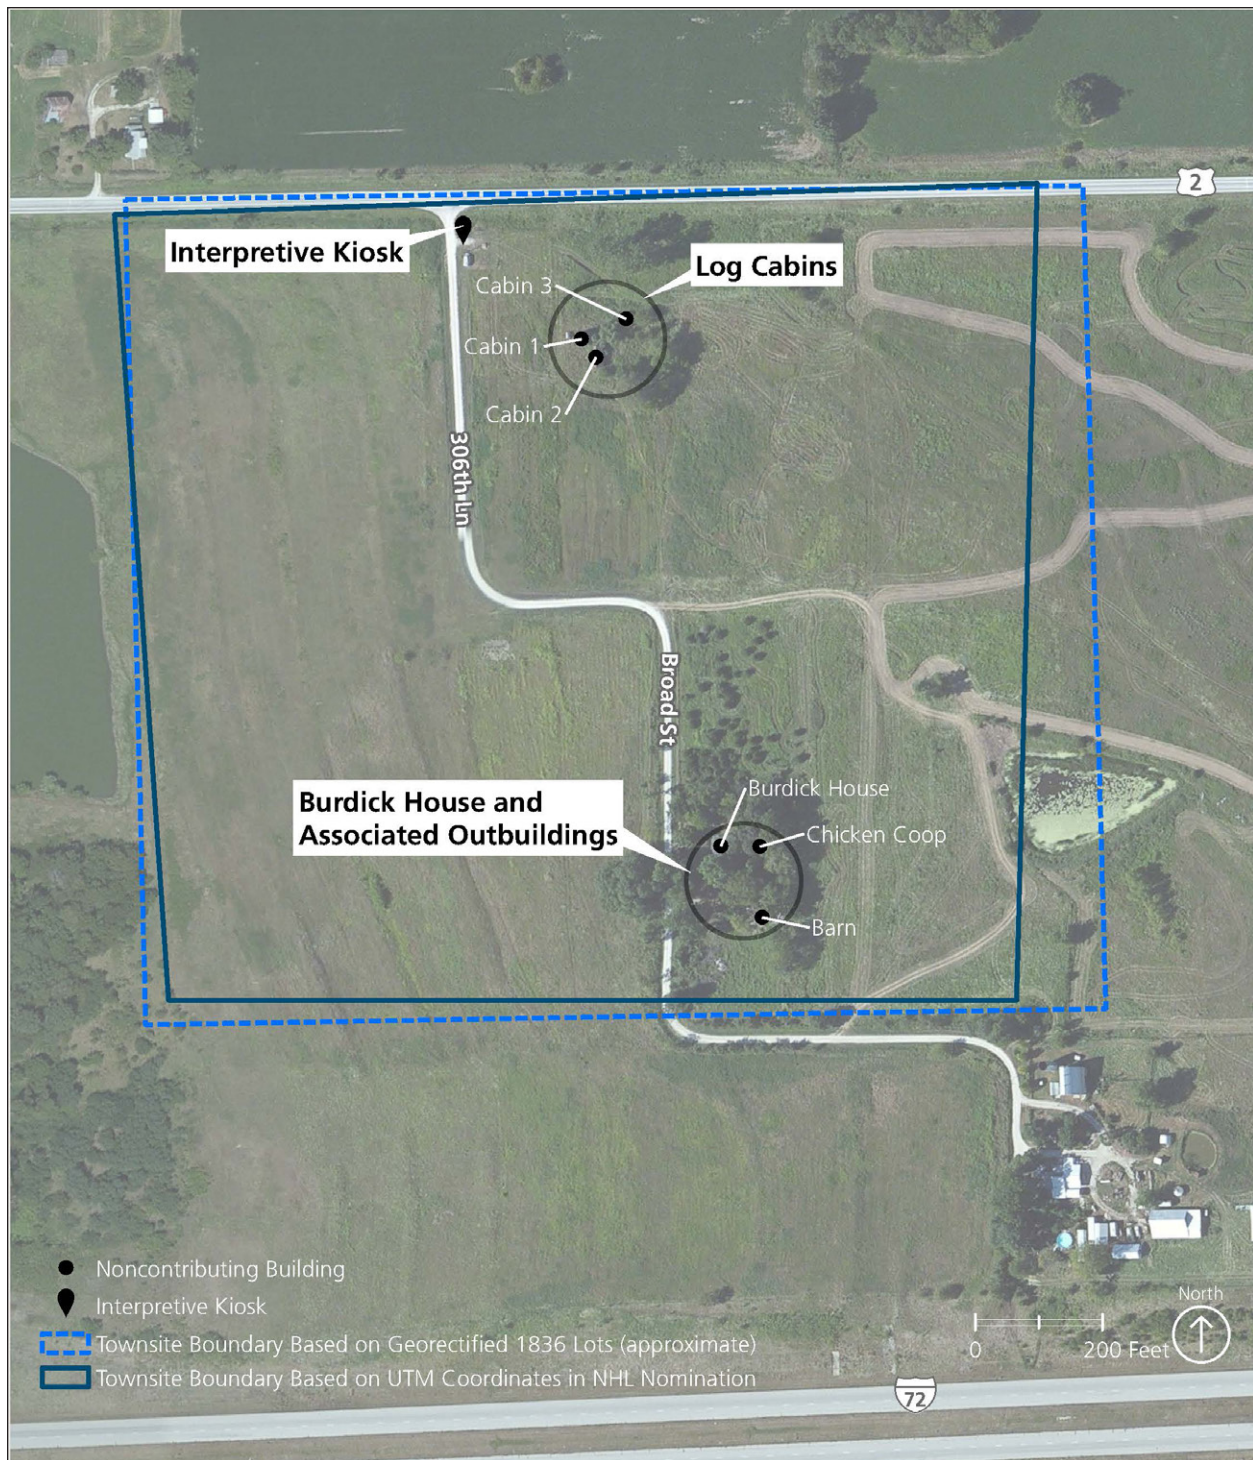 2
Interpretive Kiosk
Log Cabins
Cabin 3
Cabin 1
Cabin 2
306th Ln
Broad St
Burdick House and
Associated Outbuildings
Burdick House
Chicken Coop
Barn
Noncontributing Building
Interpretive Kiosk
Townsite Boundary Based on Georectified 1836 Lots (approximate)
Townsite Boundary Based on UTM Coordinates in NHL Nomination
North
0 200 Feet
72